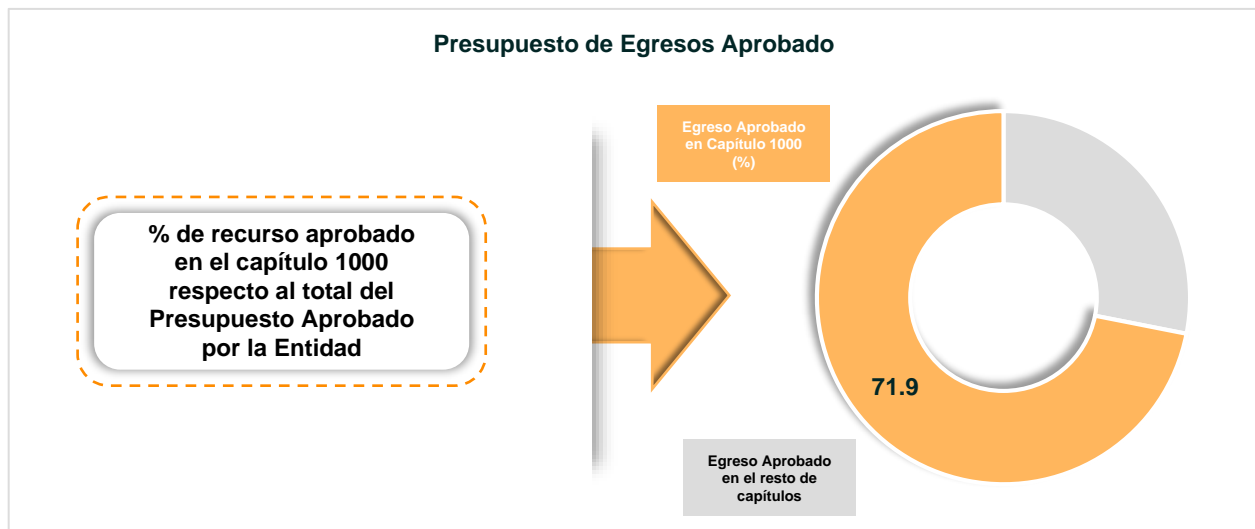 Presupuesto de Egresos Aprobado
Egreso Aprobado
en Capítulo 1000
(%)
% de recurso aprobado
en el capítulo 1000
respecto al total del
Presupuesto Aprobado
por la Entidad
71.9
Egreso Aprobado
en el resto de
capítulos